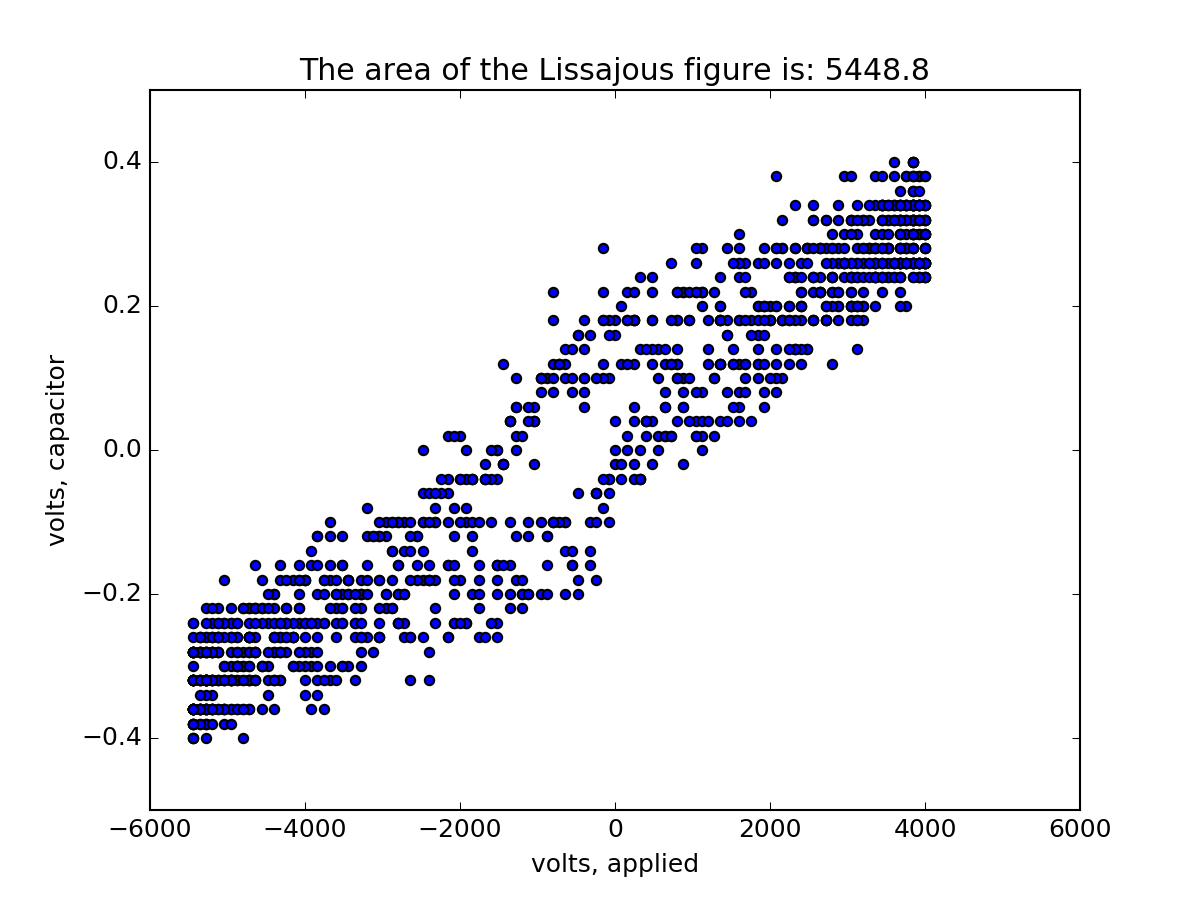 The area of the Lissajous figure is: 5448.8
0.4
0.2
0.0
−0.2
−0.4
volts, capacitor
−6000 −4000 −2000 0 2000 4000 6000
volts, applied